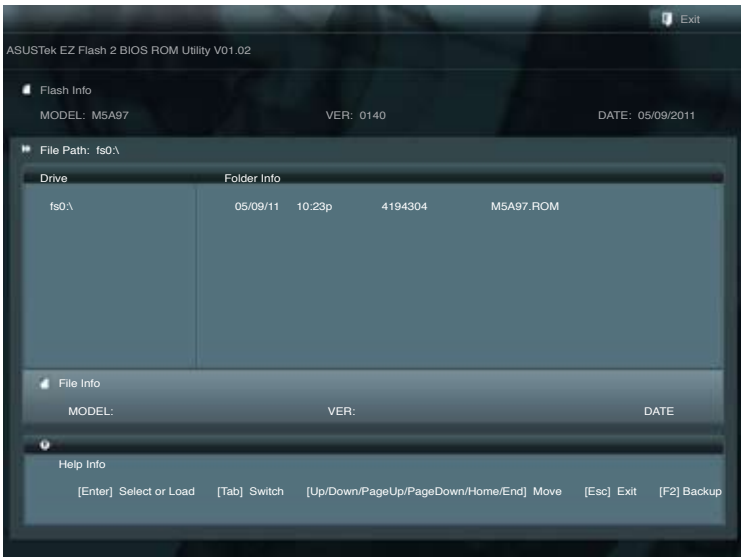 Exit
ASUSTek EZ Flash 2 BIOS ROM Utility V01.02
Flash Info
MODEL: M5A97 VER: 0140 DATE: 05/09/2011
File Path: fs0:\
Drive Folder Info
fs0:\ 05/09/11 10:23p 4194304 M5A97.ROM
File Info
MODEL: VER: DATE
Help Info
[Enter] Select or Load [Tab] Switch [Up/Down/PageUp/PageDown/Home/End] Move [Esc] Exit [F2] Backup